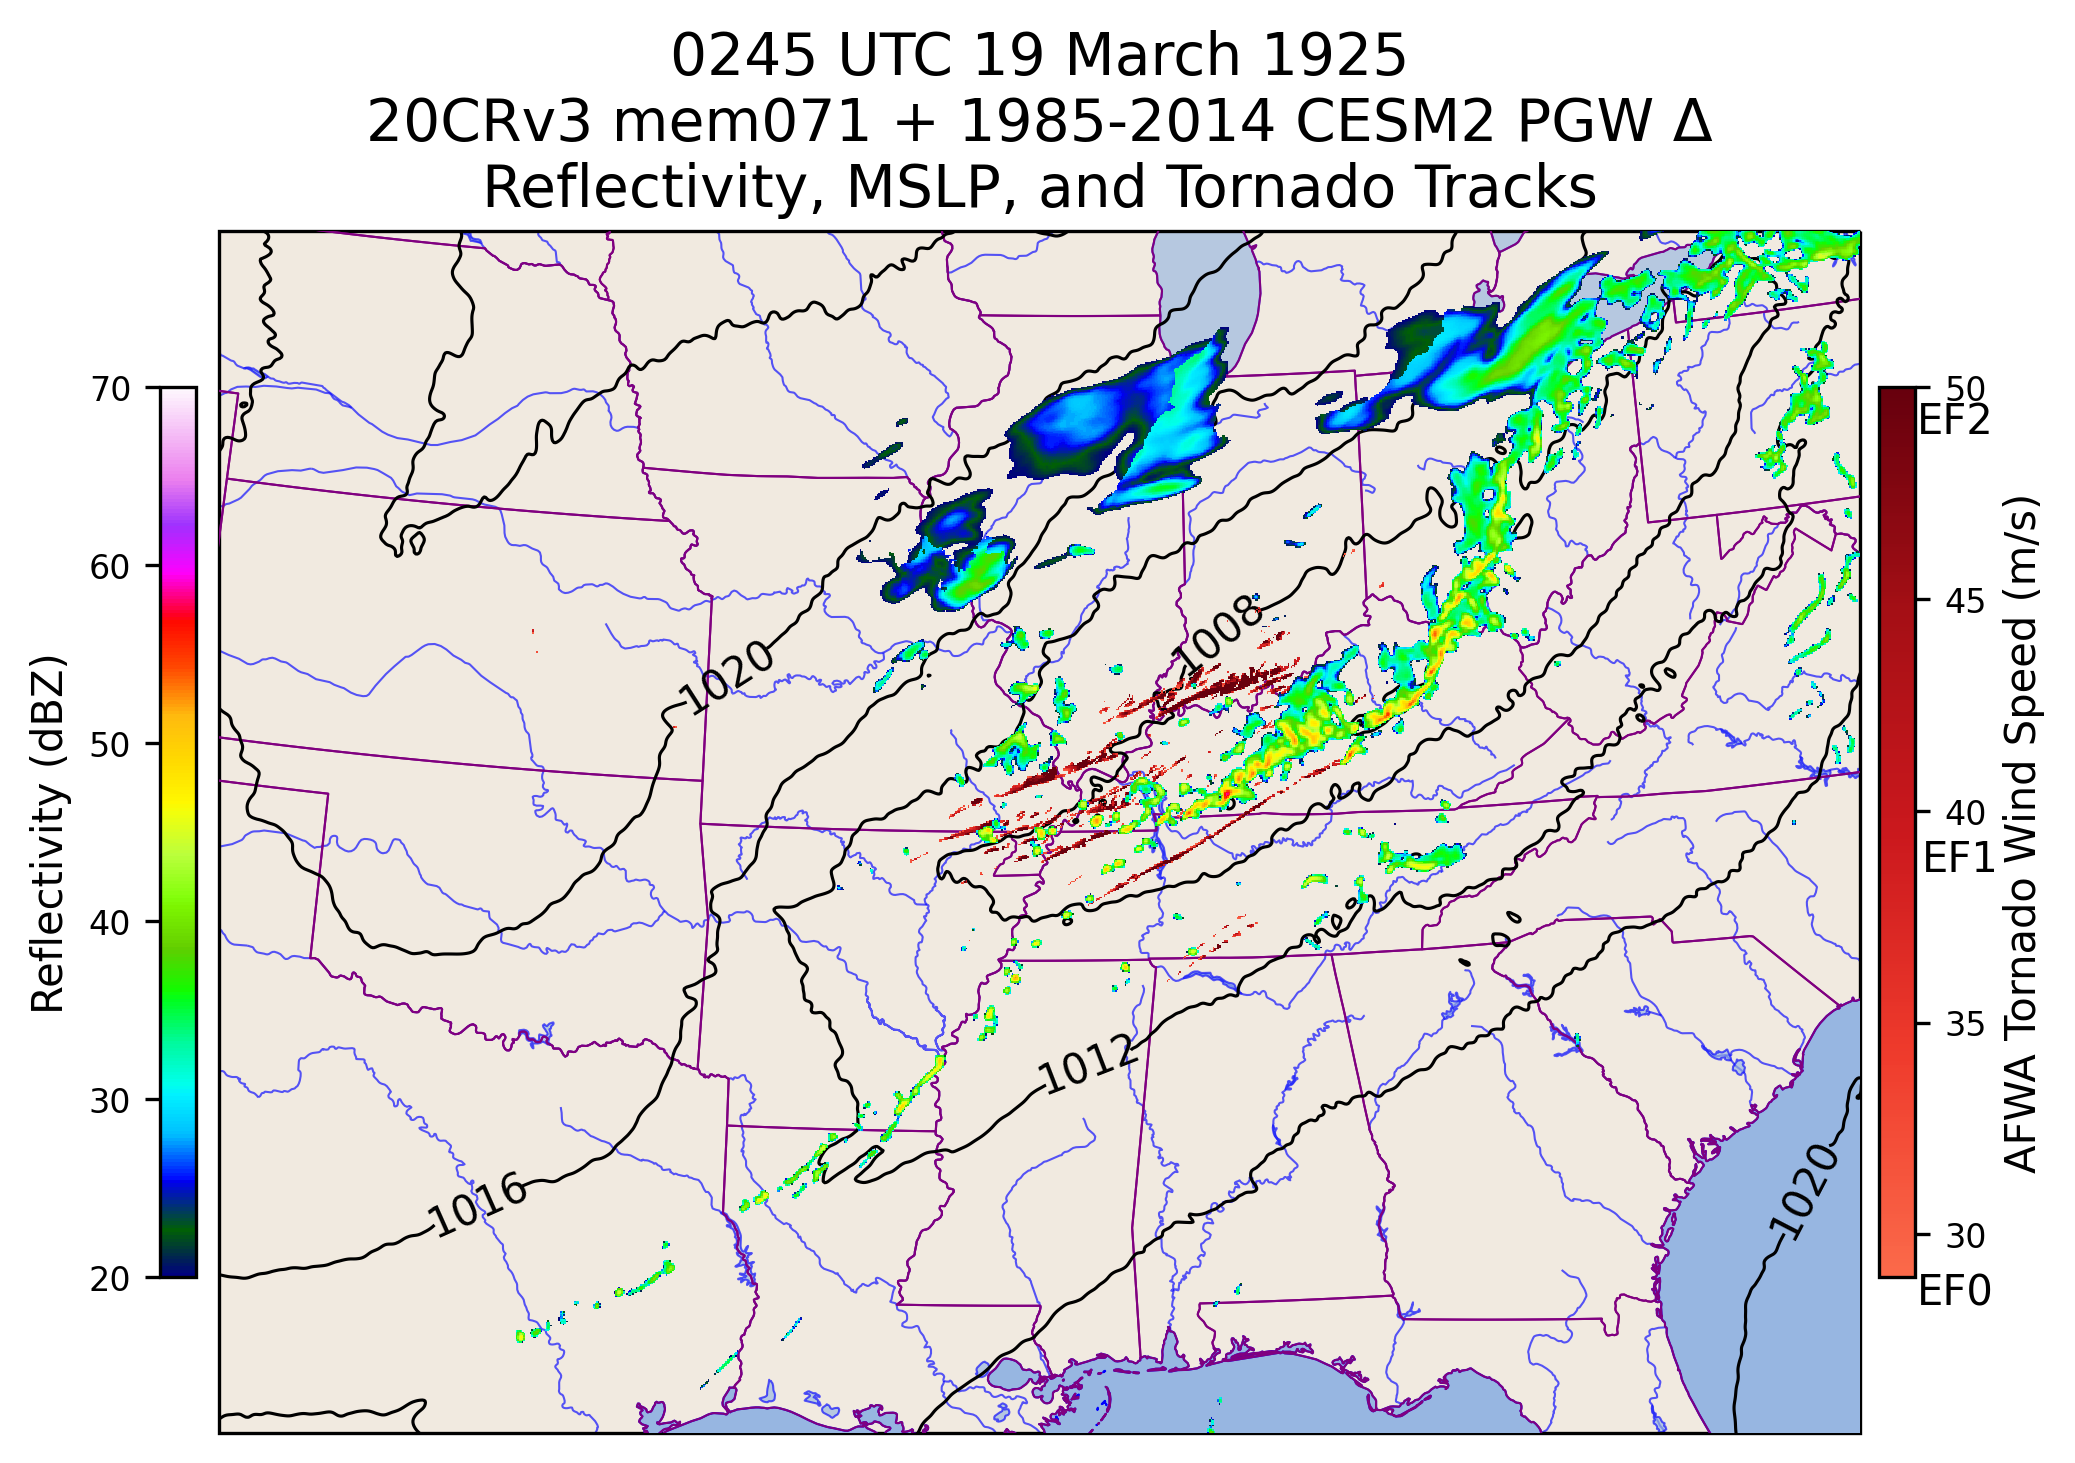 0245 UTC 19 March 1925
20CRv3 mem071 + 1985-2014 CESM2 PGW Δ
Reflectivity, MSLP, and Tornado Tracks
70
60
50
40
30
20
Reflectivity (dBZ)
1008
1020
1012
1016
1020
50
EF2
45
40
EF1
35
30
EF0
AFWA Tornado Wind Speed (m/s)